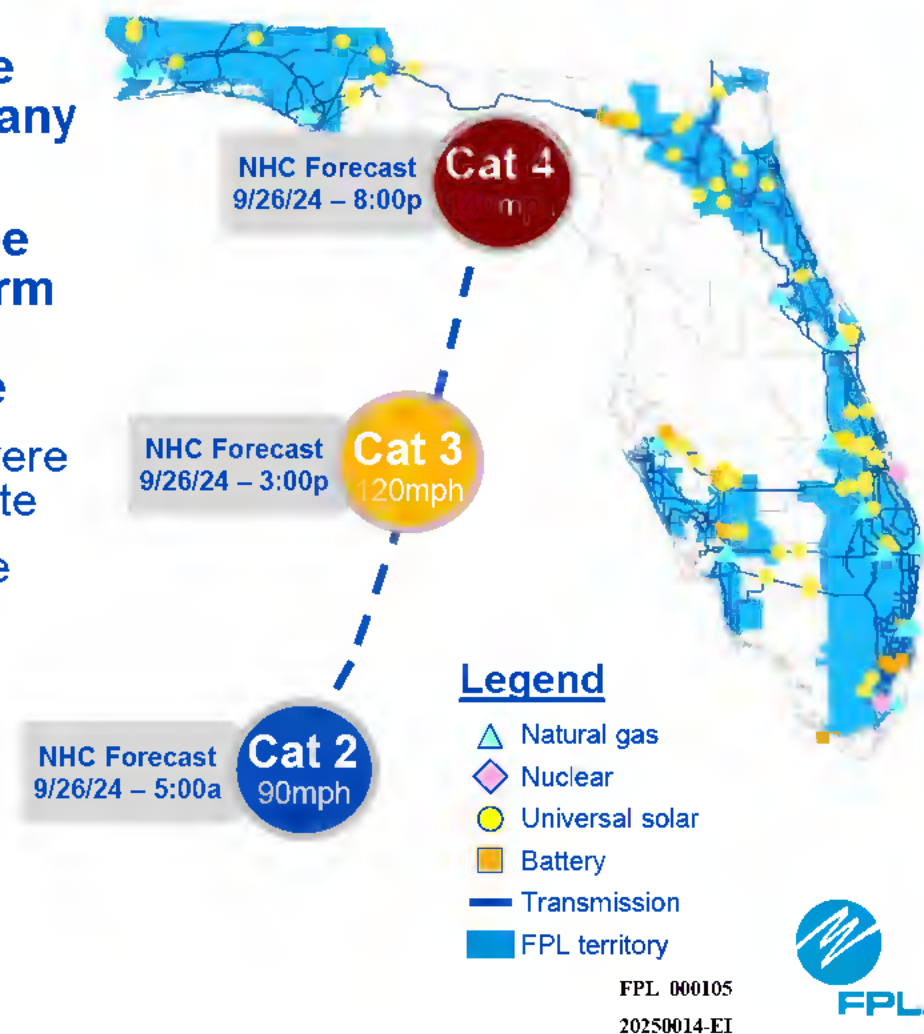 e
any
e
rm
e
ere
te
e
NHC Forecast
9/26/24 – 8:00p
Cat 4
NHC Forecast
9/26/24 – 3:00p
Cat 3
120mph
NHC Forecast
9/26/24 – 5:00a
Cat 2
90mph
Legend
Natural gas
Nuclear
Universal solar
Battery
Transmission
FPL territory
FPL
FPL 000105
20250014-EI